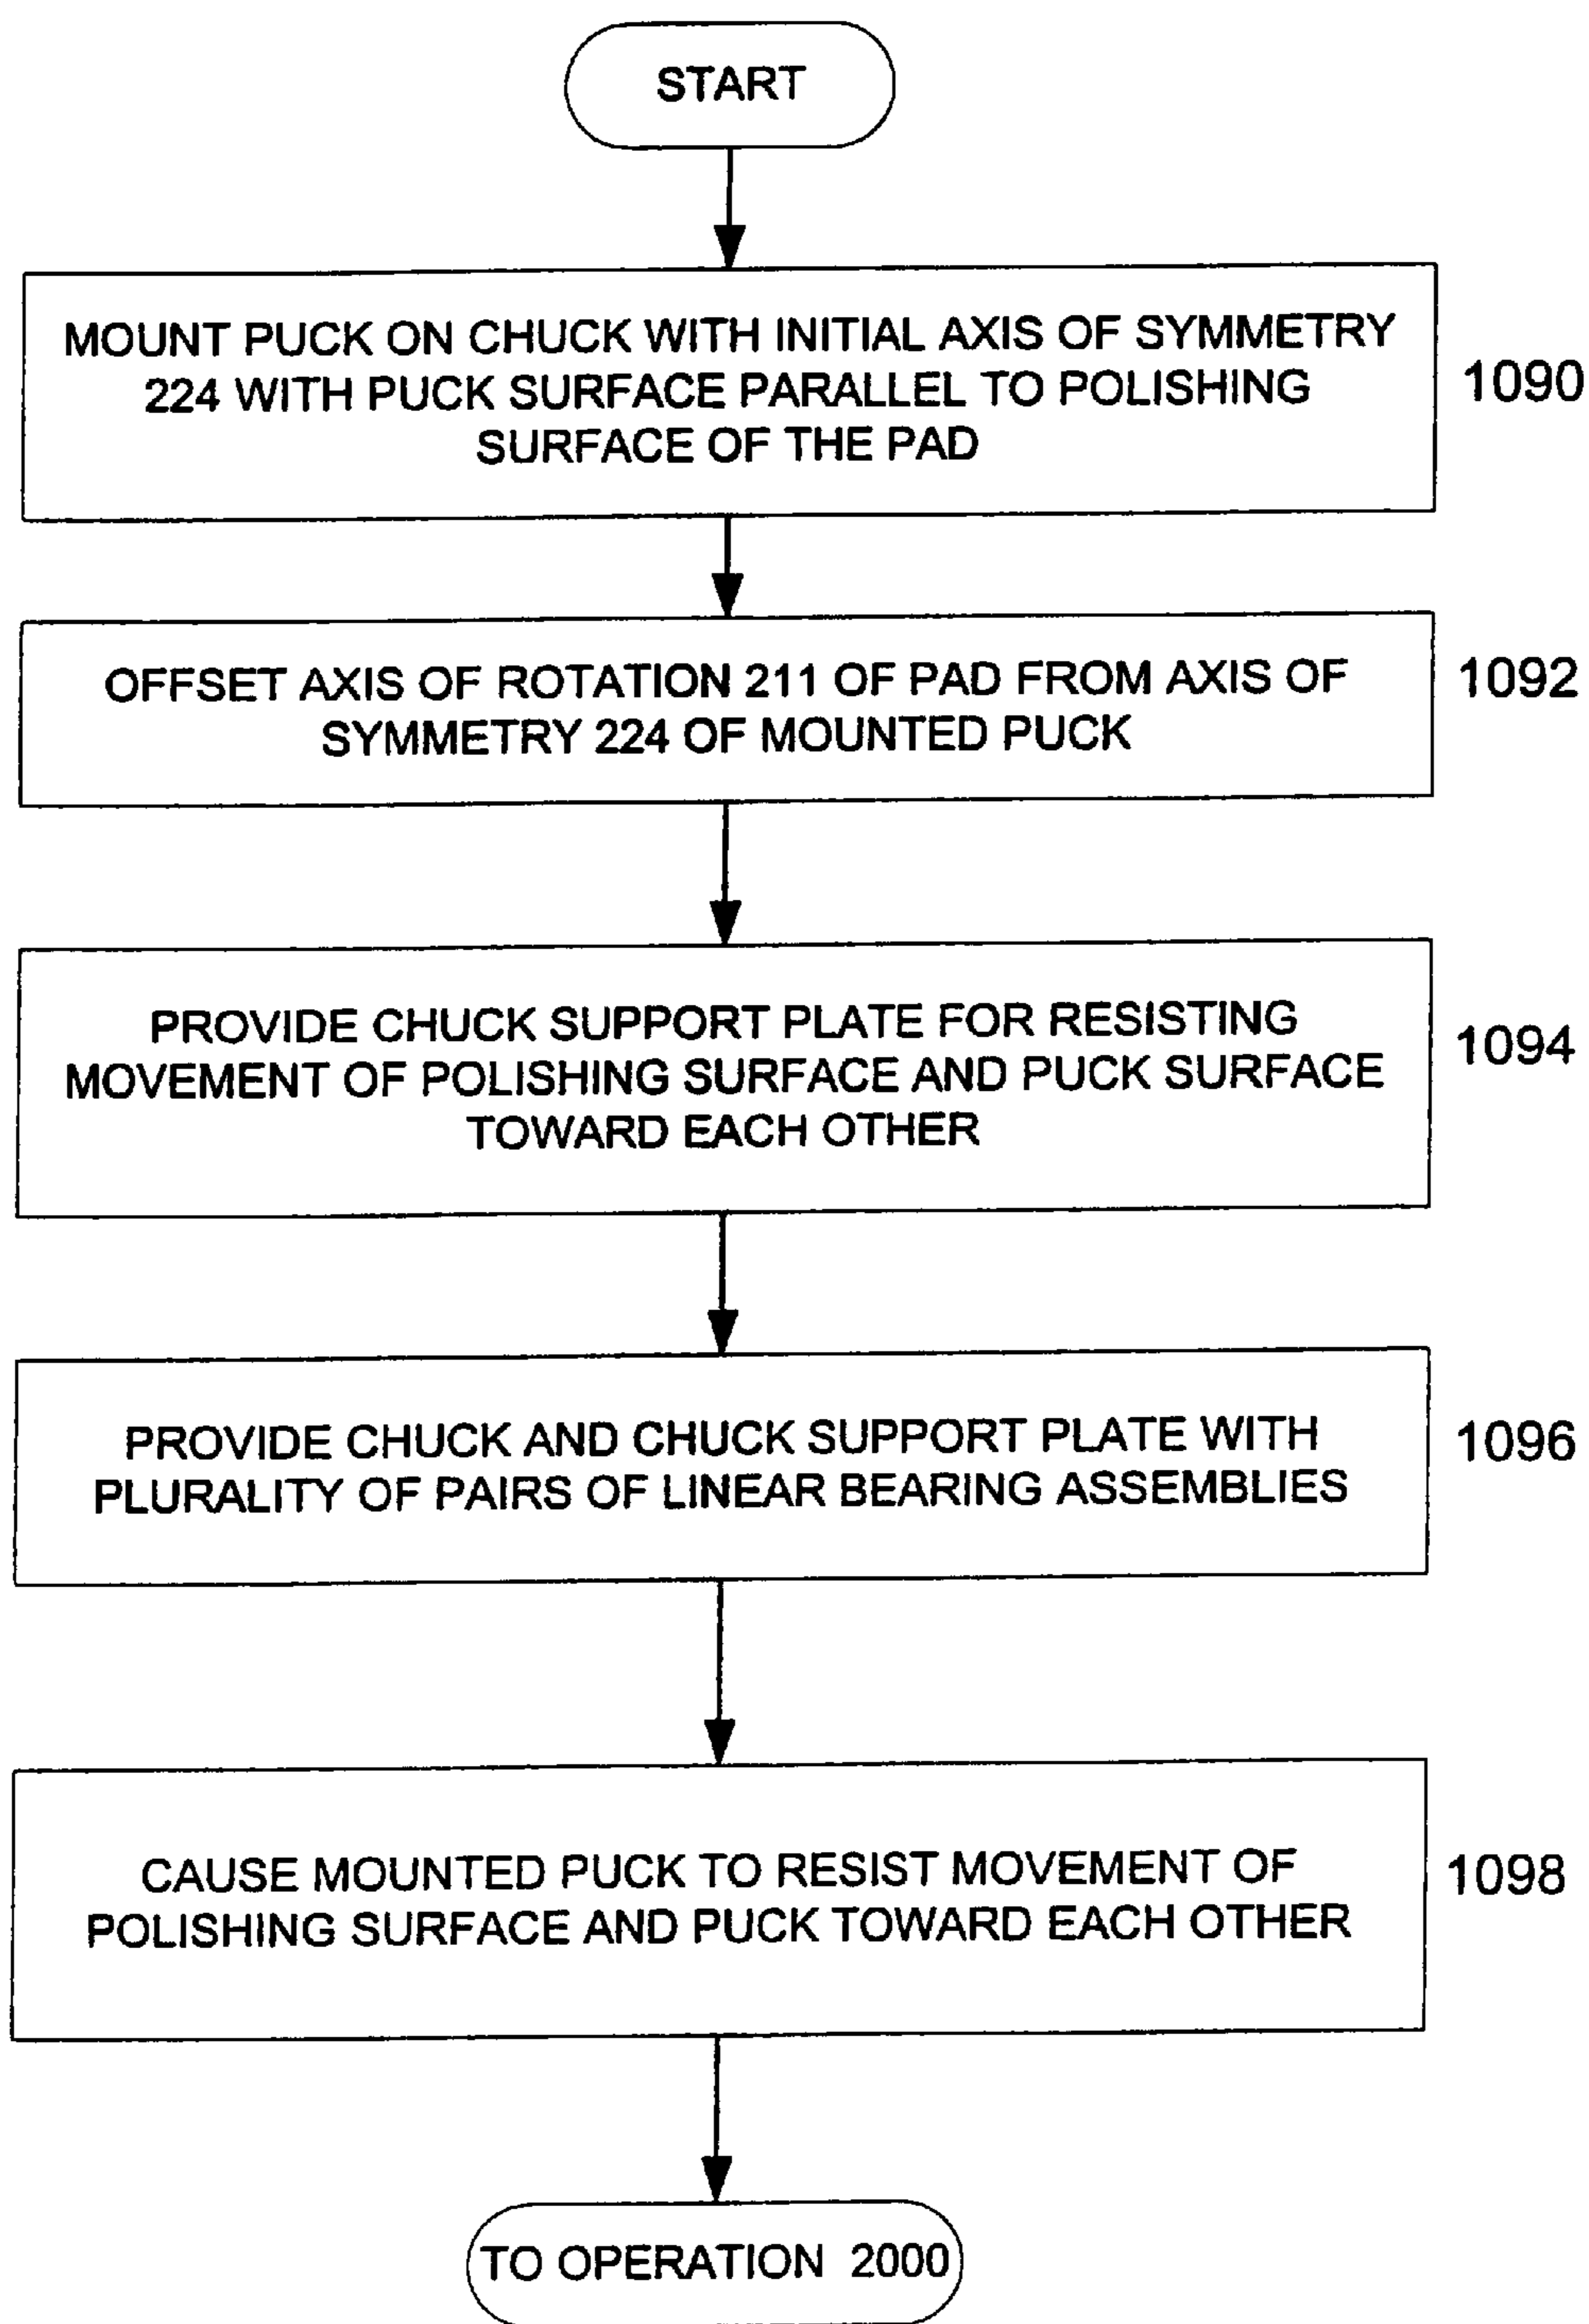 START
MOUNT PUCK ON CHUCK WITH INITIAL AXIS OF SYMMETRY
224 WITH PUCK SURFACE PARALLEL TO POLISHING
SURFACE OF THE PAD
1090
OFFSET AXIS OF ROTATION 211 OF PAD FROM AXIS OF
SYMMETRY 224 OF MOUNTED PUCK
1092
PROVIDE CHUCK SUPPORT PLATE FOR RESISTING
MOVEMENT OF POLISHING SURFACE AND PUCK SURFACE
TOWARD EACH OTHER
1094
PROVIDE CHUCK AND CHUCK SUPPORT PLATE WITH
PLURALITY OF PAIRS OF LINEAR BEARING ASSEMBLIES
1096
CAUSE MOUNTED PUCK TO RESIST MOVEMENT OF
POLISHING SURFACE AND PUCK TOWARD EACH OTHER
1098
TO OPERATION 2000